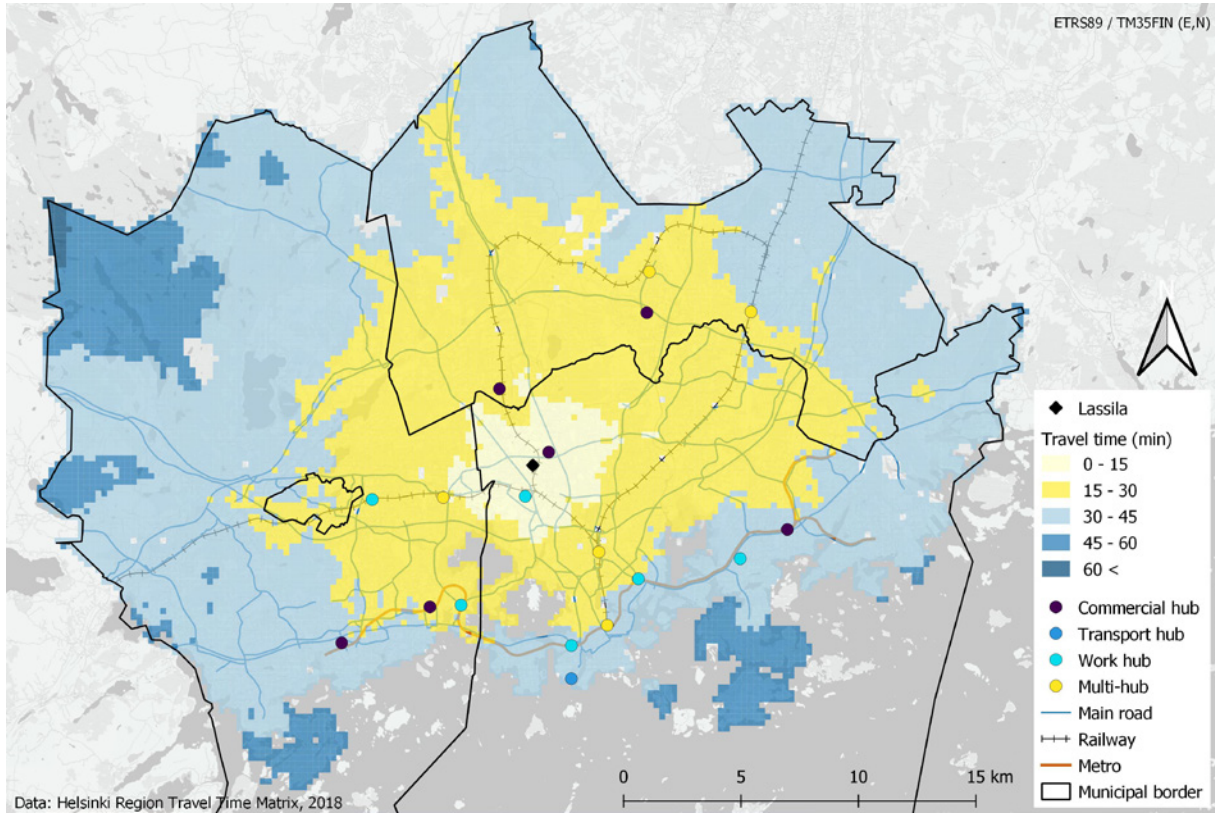 ETRS89 / TM35FIN (E,N)
N
Lassila
Travel time (min)
0 - 15
15 - 30
30 - 45
45 - 60
60 <
Commercial hub
Transport hub
Work hub
Multi-hub
Main road
Railway
Metro
Municipal border
0 5 10 15 km
Data: Helsinki Region Travel Time Matrix, 2018